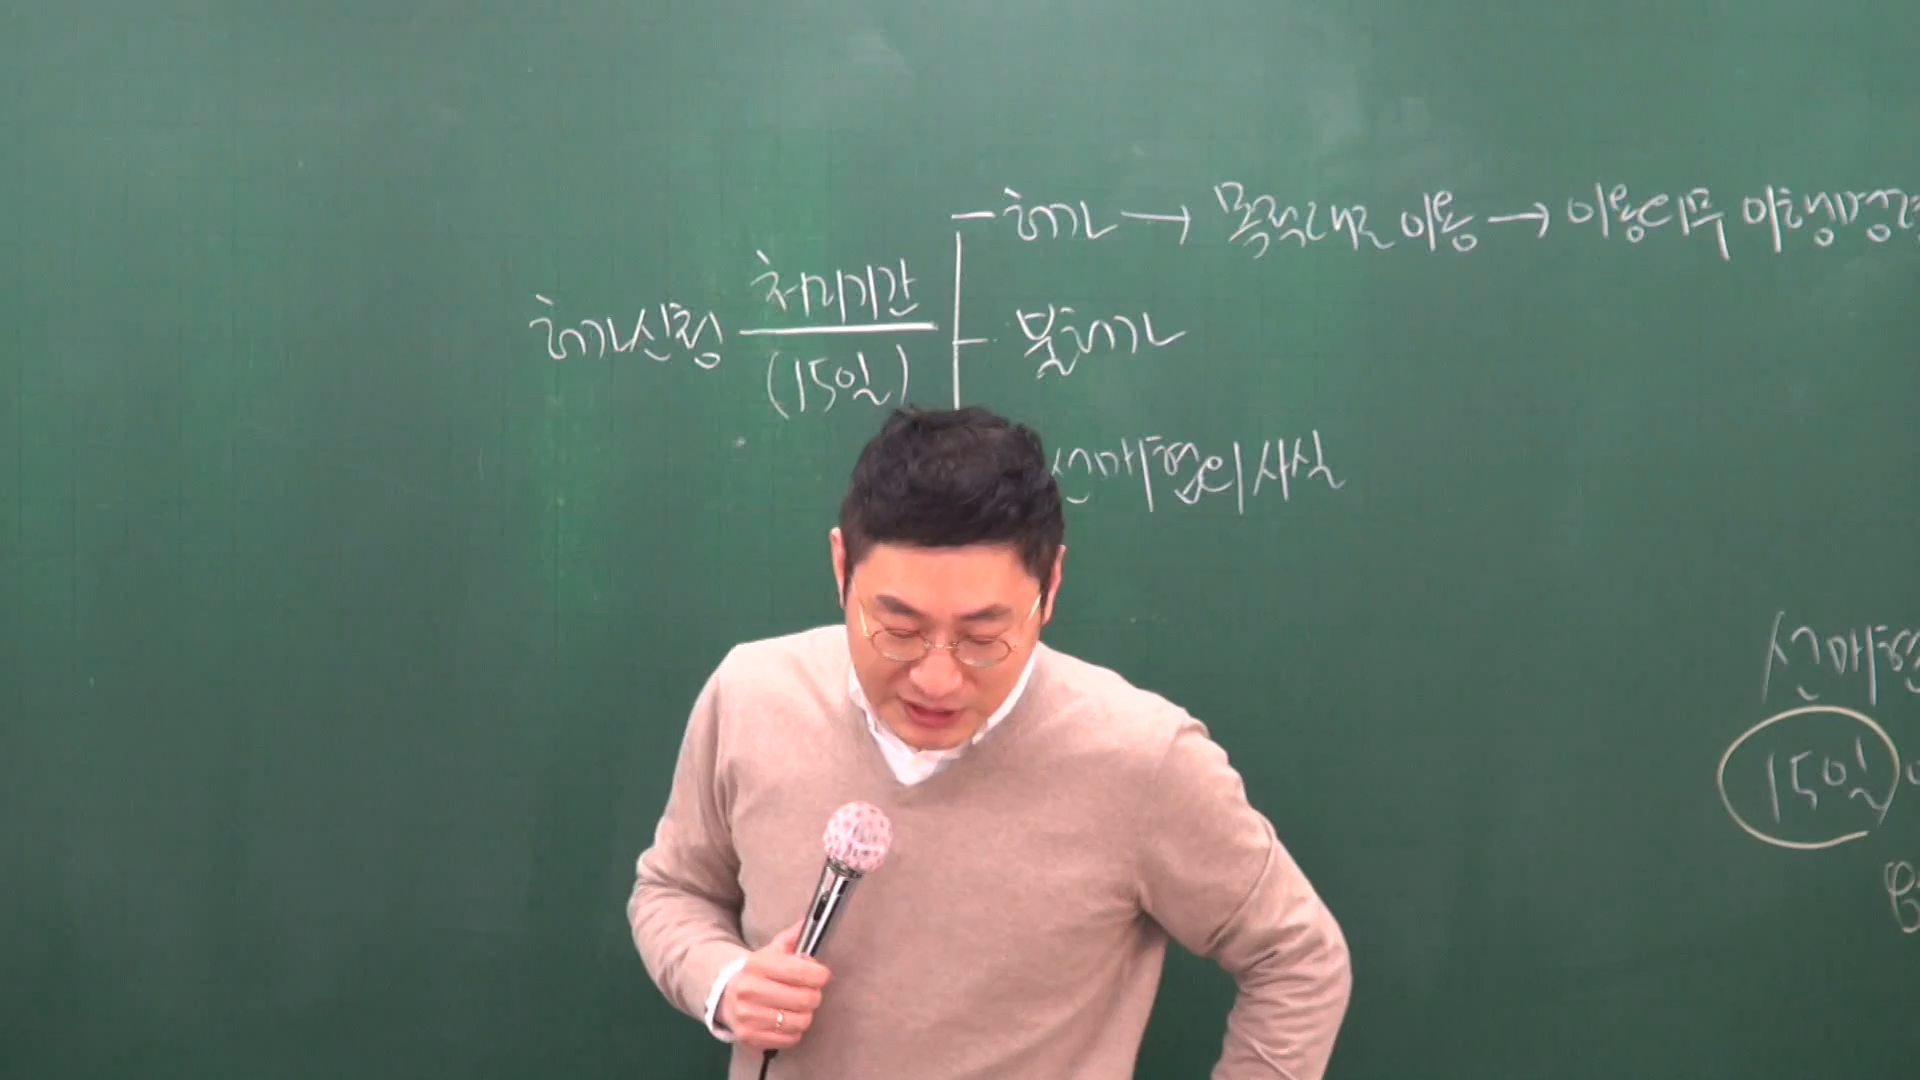 허가 → 목적대로 이용 → 이용의무 이행명령
허가신청 처리기간 불허가
(15일)
선매협의 사실
선매협
15일